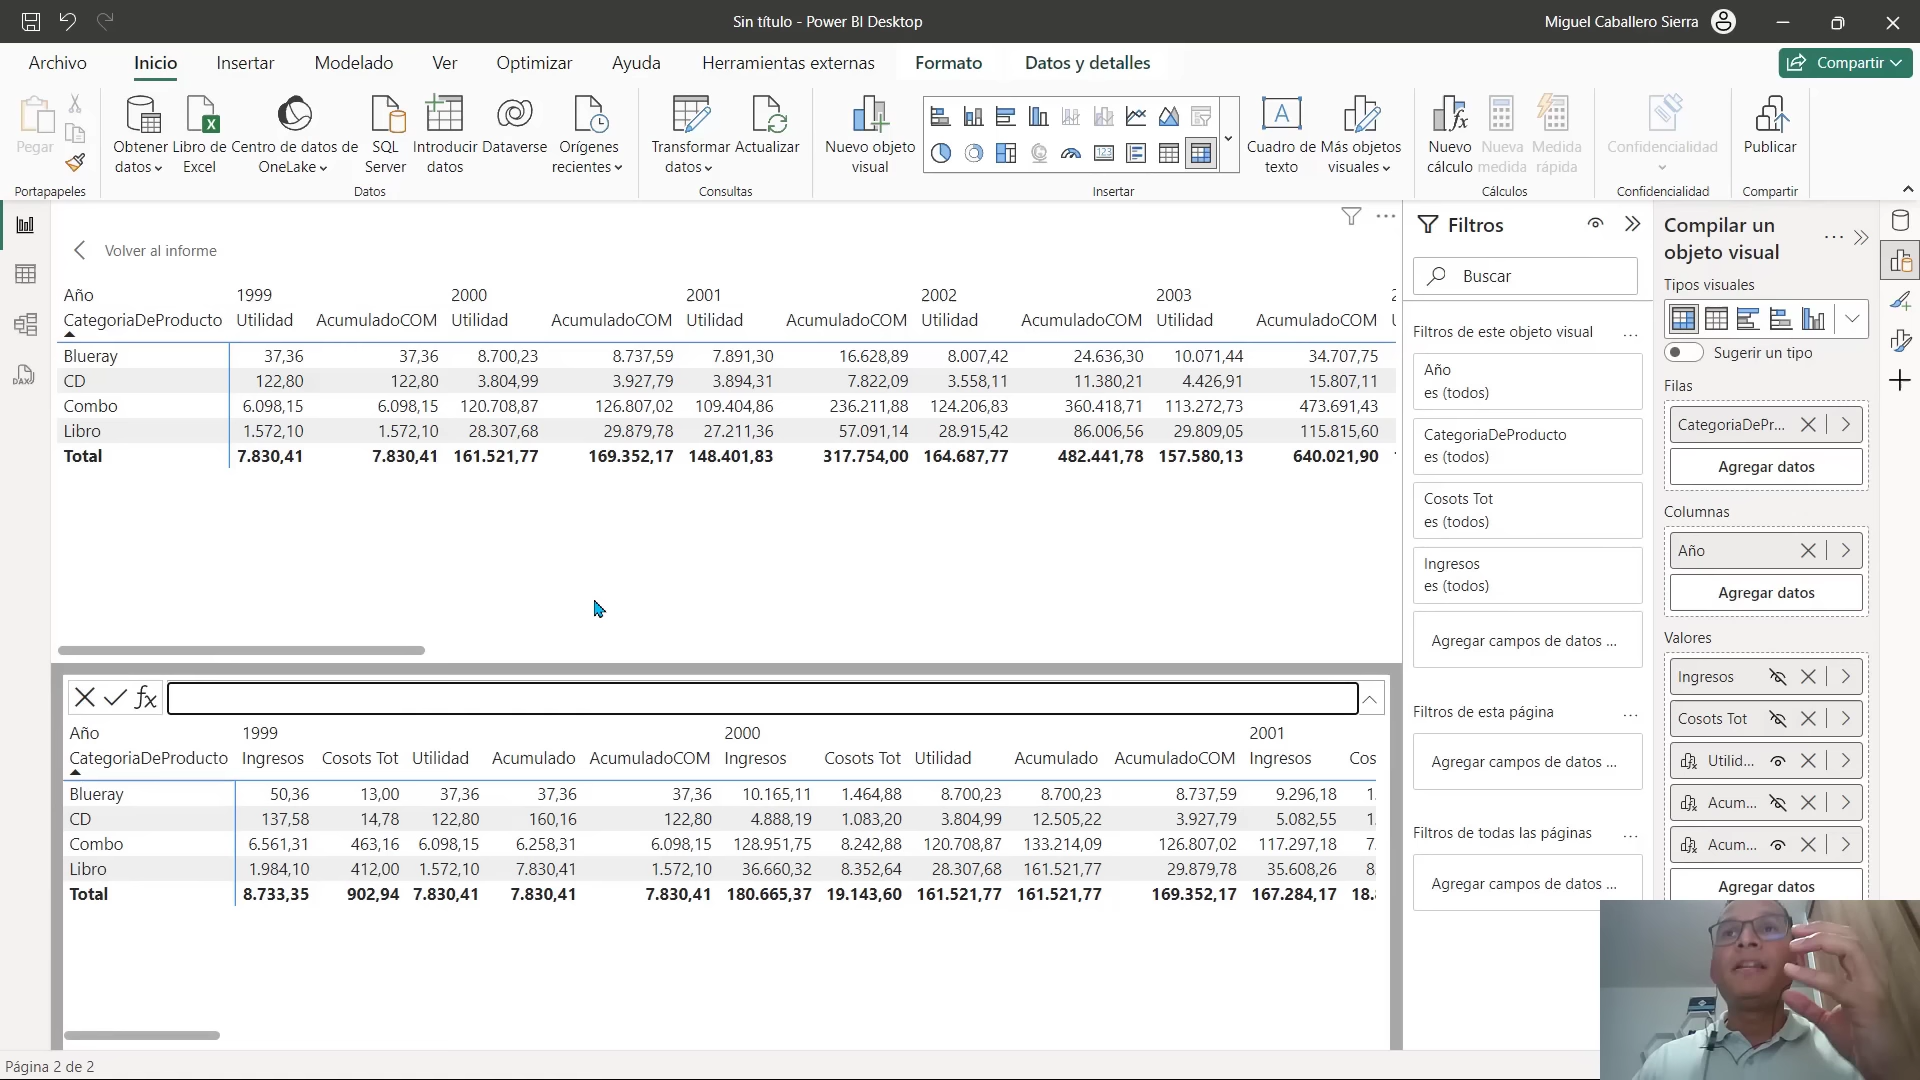 Sin título - Power BI Desktop
Miguel Caballero Sierra
Archivo
Inicio
Insertar
Modelado
Ver
Optimizar
Ayuda
Herramientas externas
Formato
Datos y detalles
Compartir
Pegar
Portapapeles
Obtener datos
Libro de Excel
Centro de datos de OneLake
SQL Server
Introducir datos
Dataverse
Orígenes recientes
Datos
Transformar datos
Actualizar
Consultas
Nuevo objeto visual
Insertar
Cuadro de texto
Más objetos visuales
Nuevo cálculo
Nueva medida
Medida rápida
Cálculos
Confidencialidad
Confidencialidad
Publicar
Compartir
Volver al informe
Año 1999 2000 2001 2002 2003
CategoriaDeProducto Utilidad AcumuladoCOM Utilidad AcumuladoCOM Utilidad AcumuladoCOM Utilidad AcumuladoCOM Utilidad AcumuladoCOM
Blueray 37,36 37,36 8.700,23 8.737,59 7.891,30 16.628,89 8.007,42 24.636,30 10.071,44 34.707,75
CD 122,80 122,80 3.804,99 3.927,79 3.894,31 7.822,09 3.558,11 11.380,21 4.426,91 15.807,11
Combo 6.098,15 6.098,15 120.708,87 126.807,02 109.404,86 236.211,88 124.206,83 360.418,71 113.272,73 473.691,43
Libro 1.572,10 1.572,10 28.307,68 29.879,78 27.211,36 57.091,14 28.915,42 86.006,56 29.809,05 115.815,60
Total 7.830,41 7.830,41 161.521,77 169.352,17 148.401,83 317.754,00 164.687,77 482.441,78 157.580,13 640.021,90
fx
Año 1999 2000 2001
CategoriaDeProducto Ingresos Cosots Tot Utilidad Acumulado AcumuladoCOM Ingresos Cosots Tot Utilidad Acumulado AcumuladoCOM Ingresos Cos
Blueray 50,36 13,00 37,36 37,36 37,36 10.165,11 1.464,88 8.700,23 8.700,23 8.737,59 9.296,18 1.
CD 137,58 14,78 122,80 160,16 122,80 4.888,19 1.083,20 3.804,99 12.505,22 3.927,79 5.082,55 1.
Combo 6.561,31 463,16 6.098,15 6.258,31 6.098,15 128.951,75 8.242,88 120.708,87 133.214,09 126.807,02 117.297,18 7.
Libro 1.984,10 412,00 1.572,10 7.830,41 1.572,10 36.660,32 8.352,64 28.307,68 161.521,77 29.879,78 35.608,26 8.
Total 8.733,35 902,94 7.830,41 7.830,41 7.830,41 180.665,37 19.143,60 161.521,77 161.521,77 169.352,17 167.284,17 18.
Filtros
Buscar
Filtros de este objeto visual ...
Año
es (todos)
CategoriaDeProducto
es (todos)
Cosots Tot
es (todos)
Ingresos
es (todos)
Agregar campos de datos ...
Filtros de esta página ...
Agregar campos de datos ...
Filtros de todas las páginas ...
Agregar campos de datos ...
Compilar un objeto visual
Tipos visuales
Sugerir un tipo
Filas
CategoriaDePr...
Agregar datos
Columnas
Año
Agregar datos
Valores
Ingresos
Cosots Tot
Utilid...
Acum...
Acum...
Agregar datos
Página 2 de 2